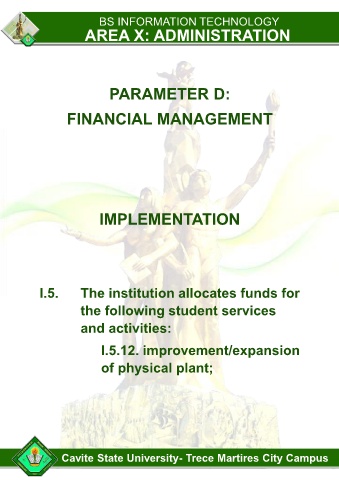 BS INFORMATION TECHNOLOGY
AREA X: ADMINISTRATION
PARAMETER D:
FINANCIAL MANAGEMENT
IMPLEMENTATION
I.5. The institution allocates funds for
the following student services
and activities:
I.5.12. improvement/expansion
of physical plant;
Cavite State University- Trece Martires City Campus